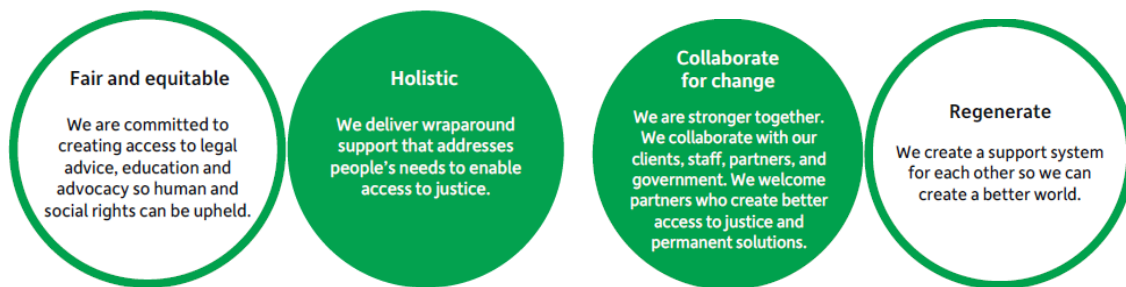 Fair and equitable
We are committed to
creating access to legal
advice, education and
advocacy so human and
social rights can be upheld.
Holistic
We deliver wraparound
support that addresses
people's needs to enable
access to justice.
Collaborate
for change
We are stronger together.
We collaborate with our
clients, staff, partners, and
government. We welcome
partners who create better
access to justice and
permanent solutions.
Regenerate
We create a support system
for each other so we can
create a better world.